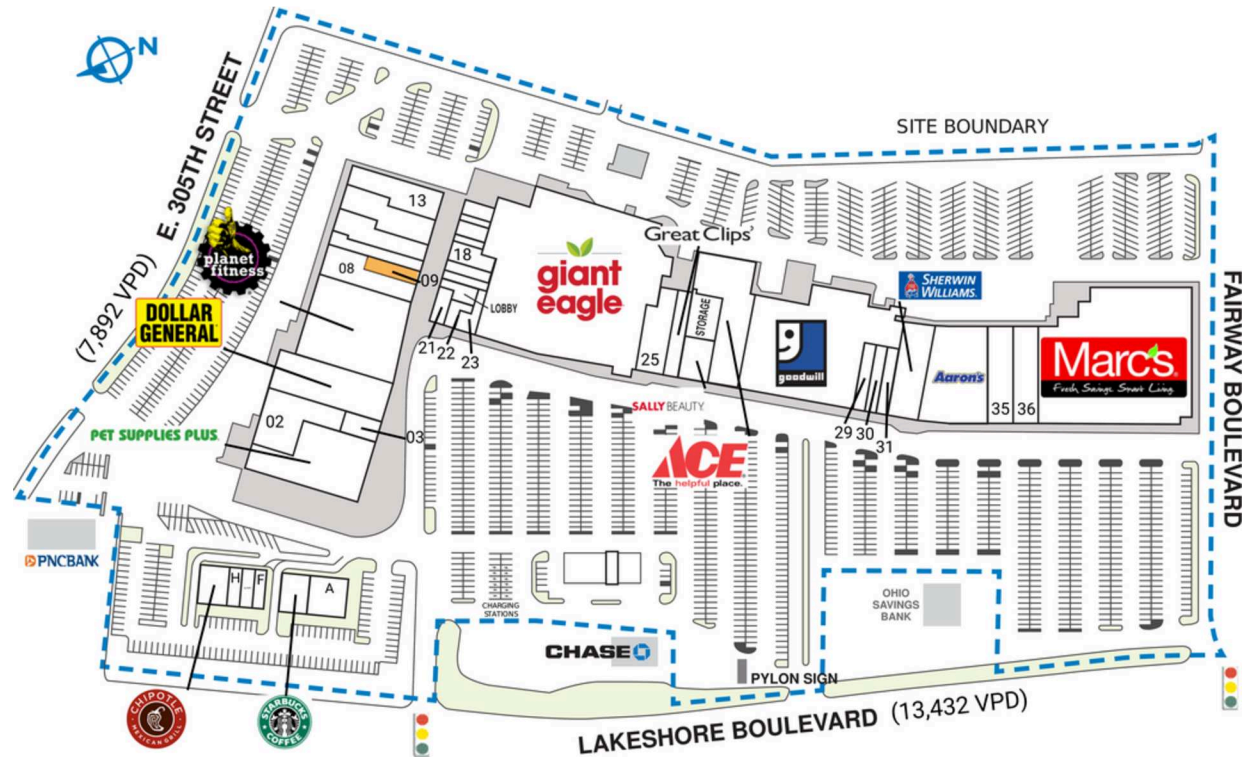 N
SITE BOUNDARY
E. 305TH STREET
(7,892 VPD)
planet
fitness
DOLLAR
GENERAL
PET SUPPLIES PLUS.
PNCBANK
13
08
09
18
LOBBY
21
22
23
02
03
giant
eagle
Great Clips
STORAGE
25
SALLY BEAUTY
ACE
The helpful place.
goodwill
SHERWIN
WILLIAMS.
29
30
31
Aaron's
35
36
Marc's
Fresh. Savings. Smart Living.
FAIRWAY BOULEVARD
H
F
A
CHARGING
STATIONS
CHASE
OHIO
SAVINGS
BANK
PYLON SIGN
CHIPOTLE
MEXICAN GRILL
STARBUCKS
COFFEE
LAKESHORE BOULEVARD (13,432 VPD)